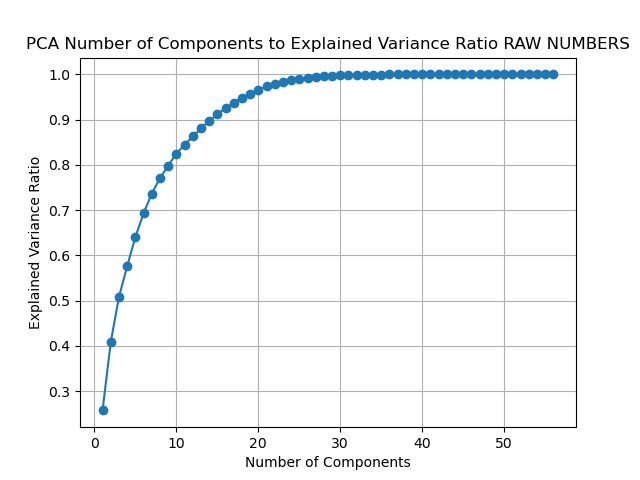 PCA Number of Components to Explained Variance Ratio RAW NUMBERS
1.0
0.9
0.8
0.7
0.6
0.5
0.4
0.3
Explained Variance Ratio
0 10 20 30 40 50
Number of Components